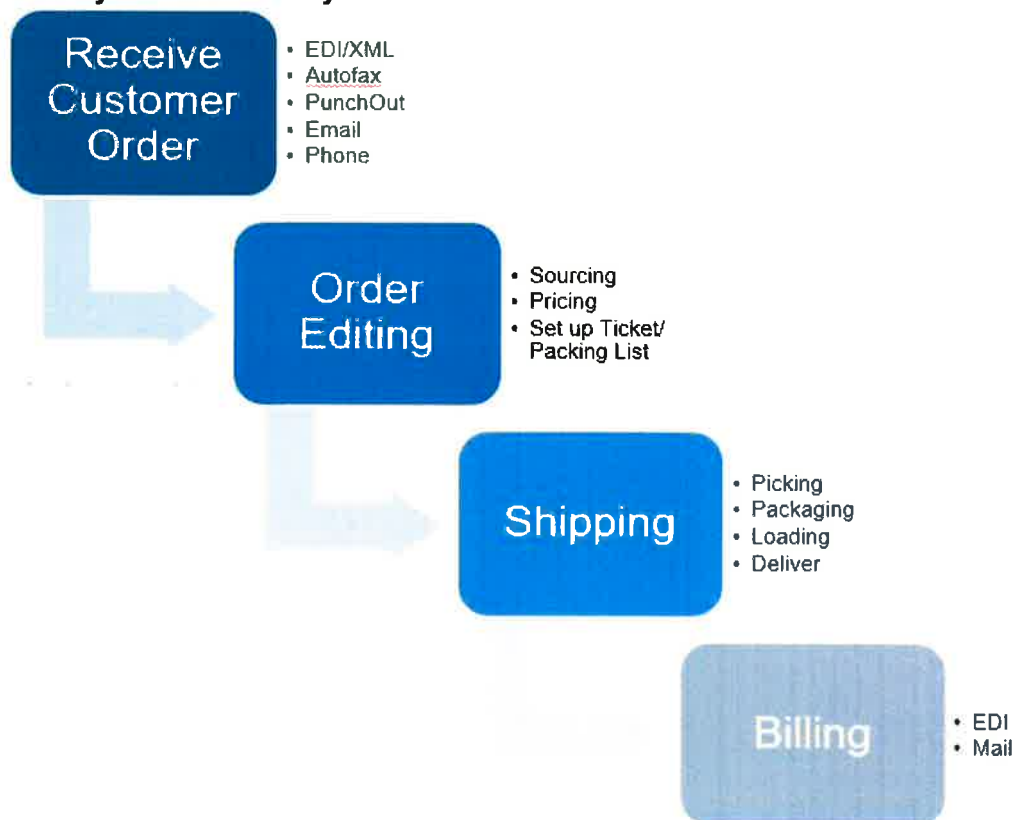 Receive
Customer
Order
• EDI/XML
• Autofax
• PunchOut
• Email
• Phone
Order
Editing
• Sourcing
• Pricing
• Set up Ticket/
Packing List
Shipping
• Picking
• Packaging
• Loading
• Deliver
Billing
• EDI
• Mail